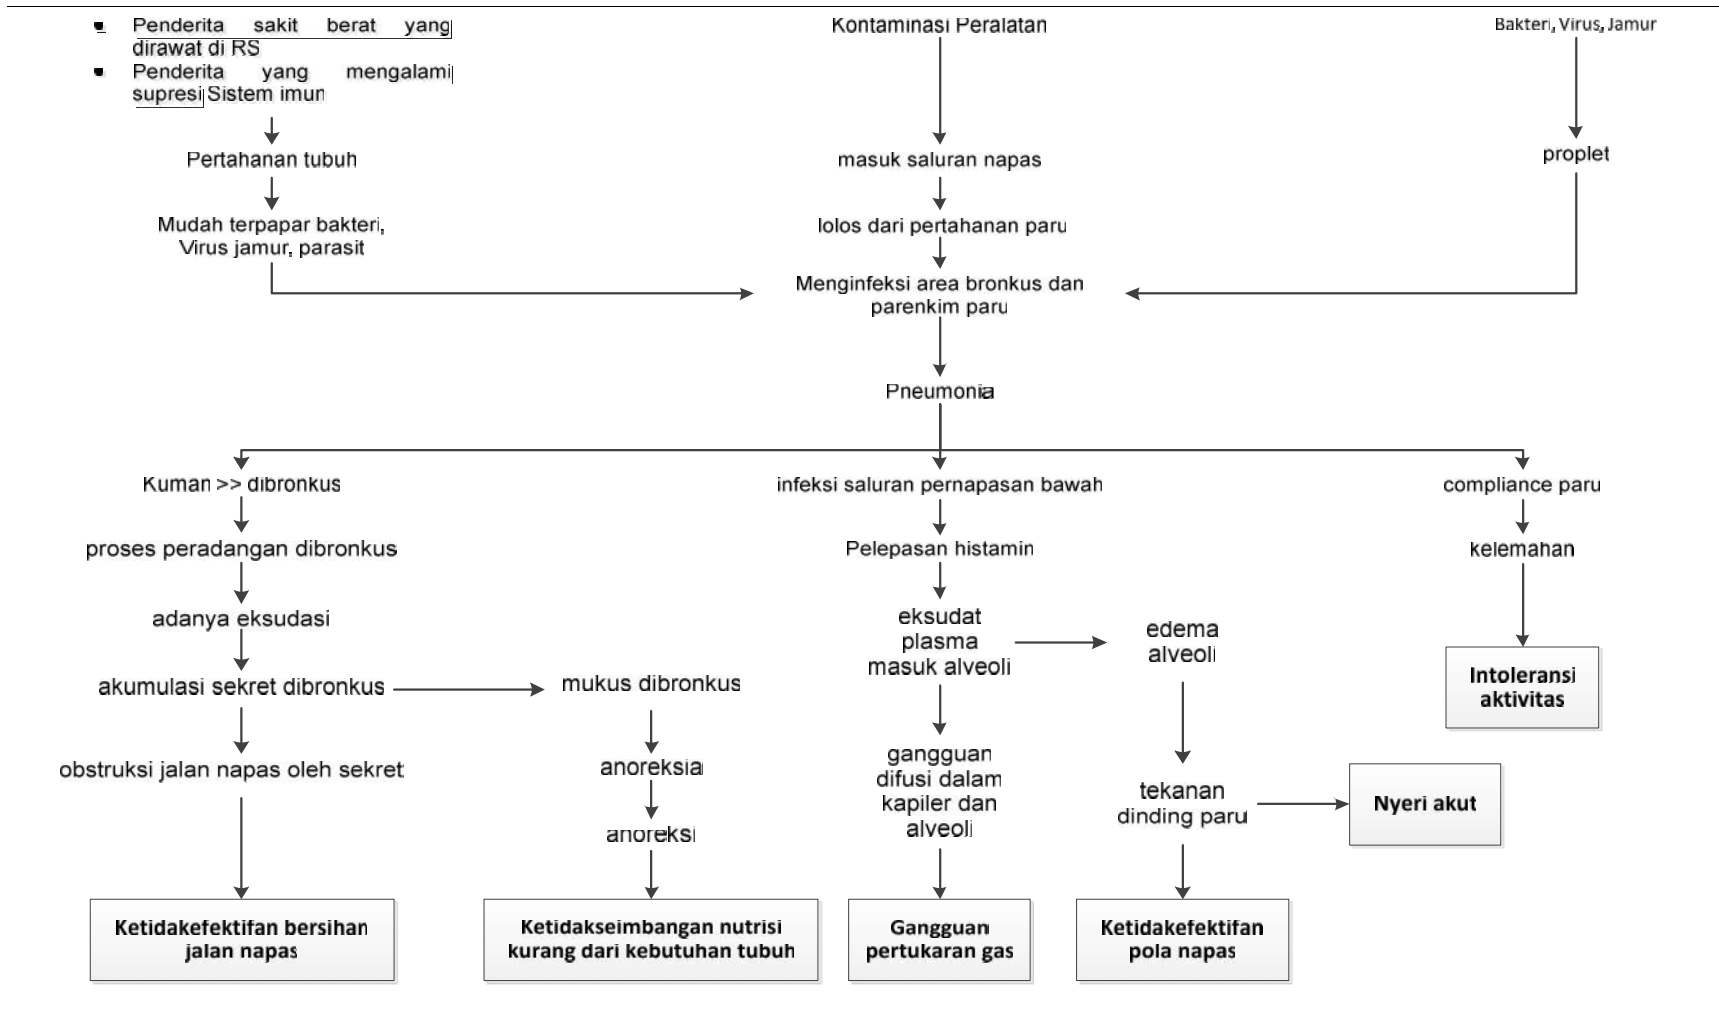 ▪ Penderita sakit berat yang
dirawat di RS
▪ Penderita yang mengalami
supresi Sistem imun
Kontaminasi Peralatan
Bakteri, Virus, Jamur
Pertahanan tubuh
masuk saluran napas
proplet
Mudah terpapar bakteri,
Virus jamur, parasit
lolos dari pertahanan paru
Menginfeksi area bronkus dan
parenkim paru
Pneumonia
Kuman >> dibronkus
infeksi saluran pernapasan bawah
compliance paru
proses peradangan dibronkus
Pelepasan histamin
kelemahan
adanya eksudasi
eksudat
plasma
masuk alveoli
edema
alveoli
Intoleransi
aktivitas
akumulasi sekret dibronkus
mukus dibronkus
obstruksi jalan napas oleh sekret
anoreksia
gangguan
difusi dalam
kapiler dan
alveoli
tekanan
dinding paru
Nyeri akut
anoreksi
Ketidakefektifan bersihan
jalan napas
Ketidakseimbangan nutrisi
kurang dari kebutuhan tubuh
Gangguan
pertukaran gas
Ketidakefektifan
pola napas